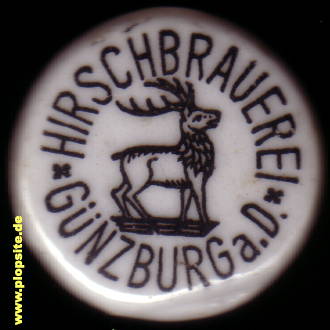 HIRSCHBRAUEREI
* GÜNZBURG a.D. *
www.plopsite.de